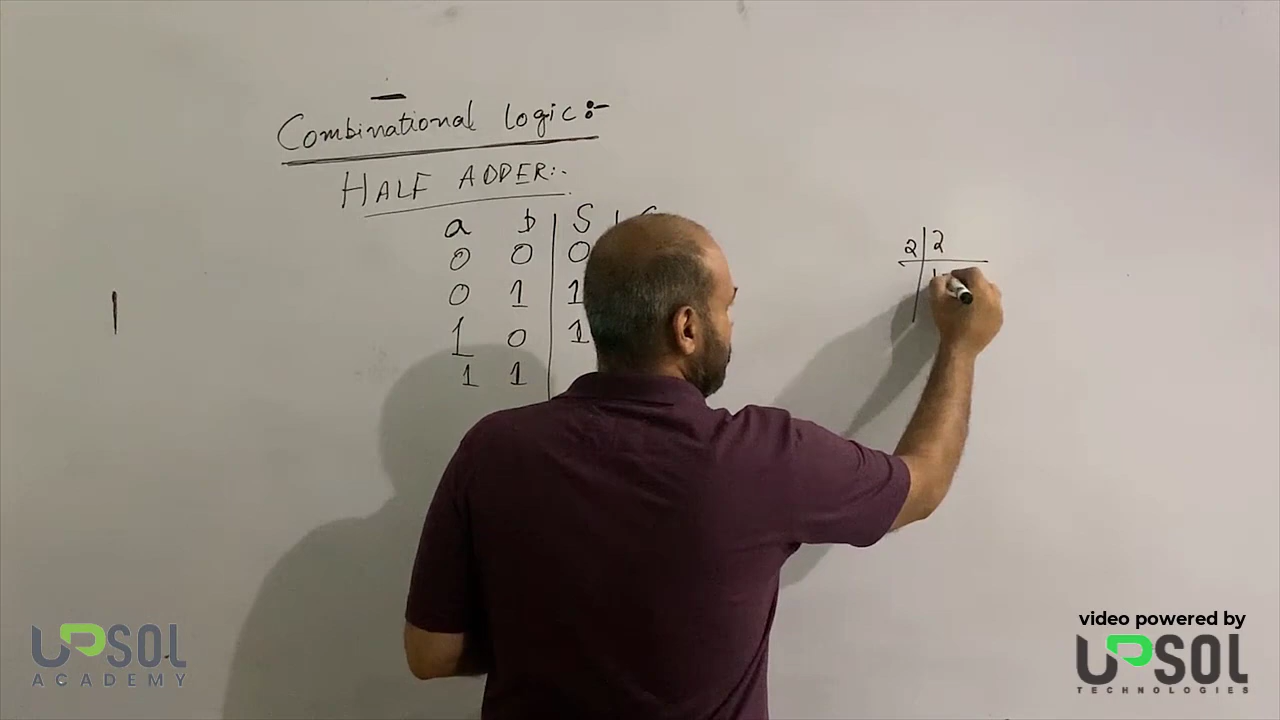 Combinational logic:-
HALF ADDER:-
a b S C
0 0 0
0 1 1
1 0 1
1 1
2 2
1
UPSOL
ACADEMY
video powered by
UPSOL
TECHNOLOGIES